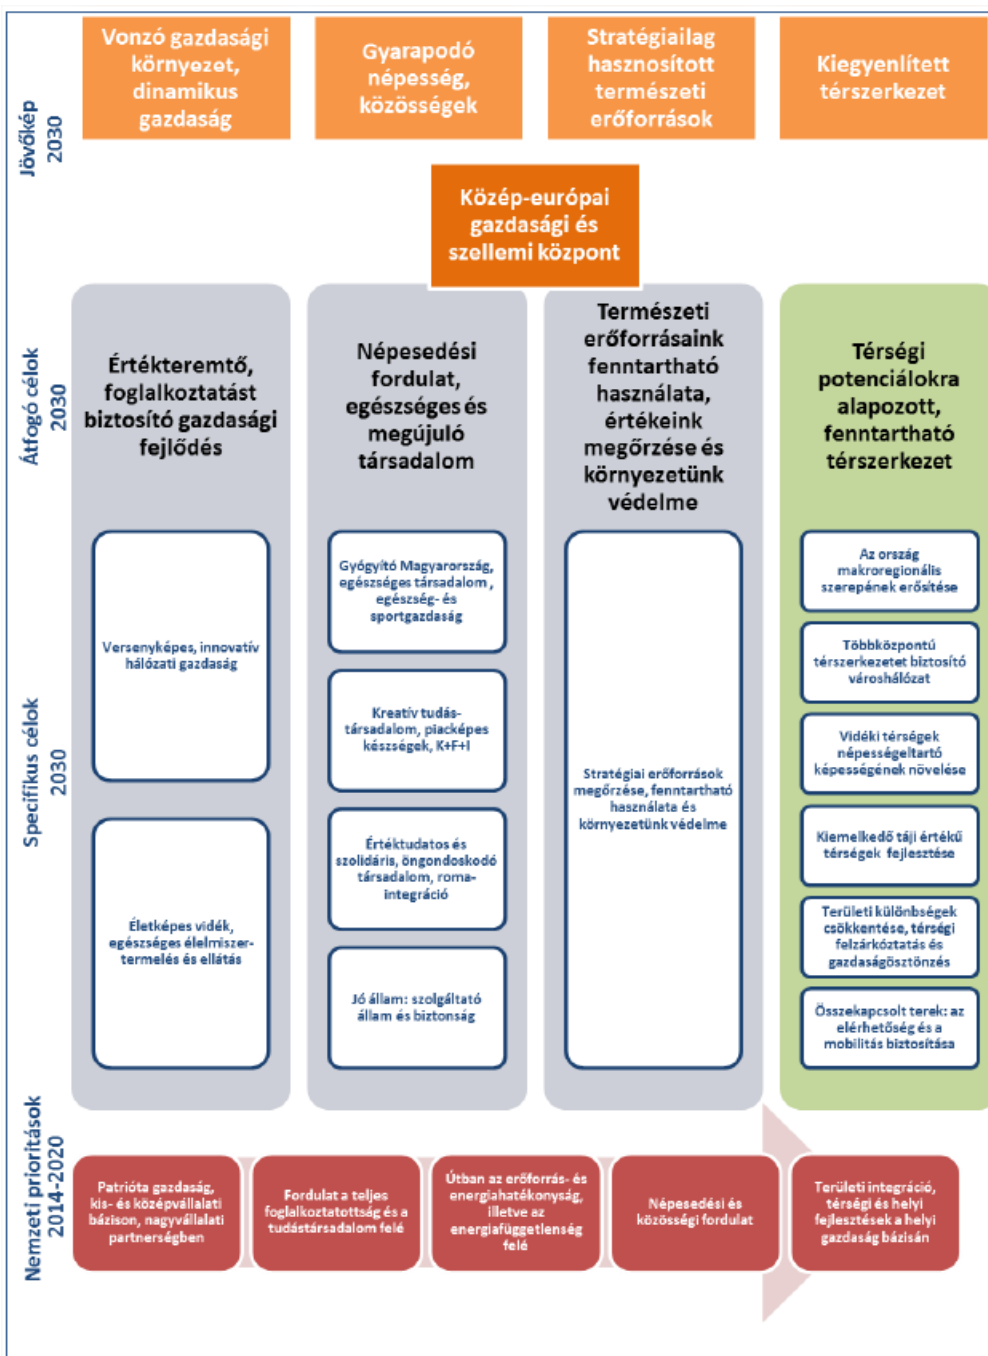 Jövőkép
2030
Vonzó gazdasági
környezet,
dinamikus
gazdaság
Gyarapodó
népesség,
közösségek
Stratégiailag
hasznosított
természeti
erőforrások
Kiegyenlített
térszerkezet
Közép-európai
gazdasági és
szellemi központ
Átfogó célok
2030
Értékteremtő,
foglalkoztatást
biztosító gazdasági
fejlődés
Népesedési
fordulat,
egészséges és
megújuló
társadalom
Természeti
erőforrásaink
fenntartható
használata,
értékeink
megőrzése és
környezetünk
védelme
Térségi
potenciálokra
alapozott,
fenntartható
térszerkezet
Specifikus célok
2030
Versenyképes, innovatív
hálózati gazdaság
Életképes vidék,
egészséges élelmiszer-
termelés és ellátás
Gyógyító Magyarország,
egészséges társadalom ,
egészség- és
sportgazdaság
Kreatív tudás-
társadalom, piacképes
készségek, K+F+I
Értéktudatos és
szolidáris, öngondoskodó
társadalom, roma-
integráció
Jó állam: szolgáltató
állam és biztonság
Stratégiai erőforrások
megőrzése, fenntartható
használata és
környezetünk védelme
Az ország
makroregionális
szerepének erősítése
Többközpontú
térszerkezetet biztosító
városhálózat
Vidéki térségek
népességeltartó
képességének növelése
Kiemelkedő táji értékű
térségek fejlesztése
Területi különbségek
csökkentése, térségi
felzárkóztatás és
gazdaságösztönzés
Összekapcsolt terek: az
elérhetőség és a
mobilitás biztosítása
Nemzeti prioritások
2014-2020
Patrióta gazdaság,
kis- és középvállalati
bázison, nagyvállalati
partnerségben
Fordulat a teljes
foglalkoztatottság és a
tudástársadalom felé
Útban az erőforrás- és
energiahatékonyság,
illetve az
energiafüggetlenség
felé
Népesedési és
közösségi fordulat
Területi integráció,
térségi és helyi
fejlesztések a helyi
gazdaság bázisán